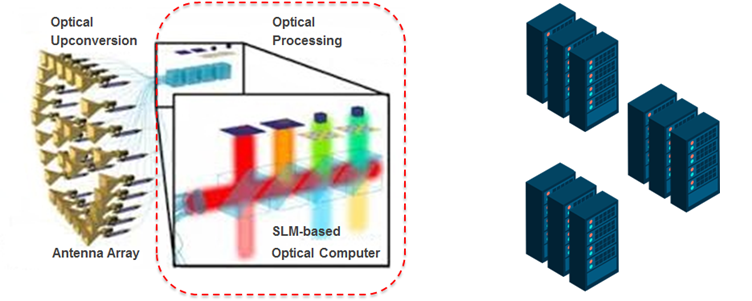 Optical
Upconversion
Optical
Processing
SLM-based
Optical Computer
Antenna Array